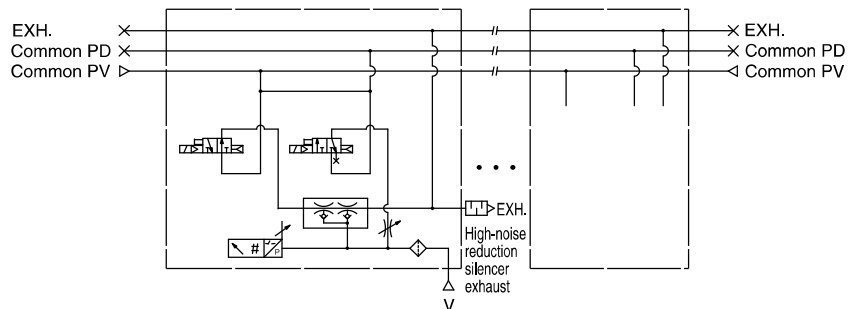 EXH.
Common PD
Common PV
EXH.
Common PD
Common PV
EXH.
High-noise
reduction
silencer
exhaust
#
P
V